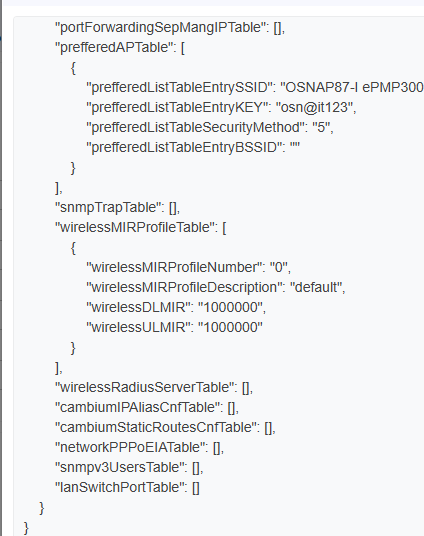 "portForwardingSepMangIPTable": [],
"prefferedAPTable": [
{
"prefferedListTableEntrySSID": "OSNAP87-I ePMP300
"prefferedListTableEntryKEY": "osn@it123",
"prefferedListTableSecurityMethod": "5",
"prefferedListTableEntryBSSID": ""
}
],
"snmpTrapTable": [],
"wirelessMIRProfileTable": [
{
"wirelessMIRProfileNumber": "0",
"wirelessMIRProfileDescription": "default",
"wirelessDLMIR": "1000000",
"wirelessULMIR": "1000000"
}
],
"wirelessRadiusServerTable": [],
"cambiumIPAliasCnfTable": [],
"cambiumStaticRoutesCnfTable": [],
"networkPPPoEIATable": [],
"snmpv3UsersTable": [],
"lanSwitchPortTable": []
}
}